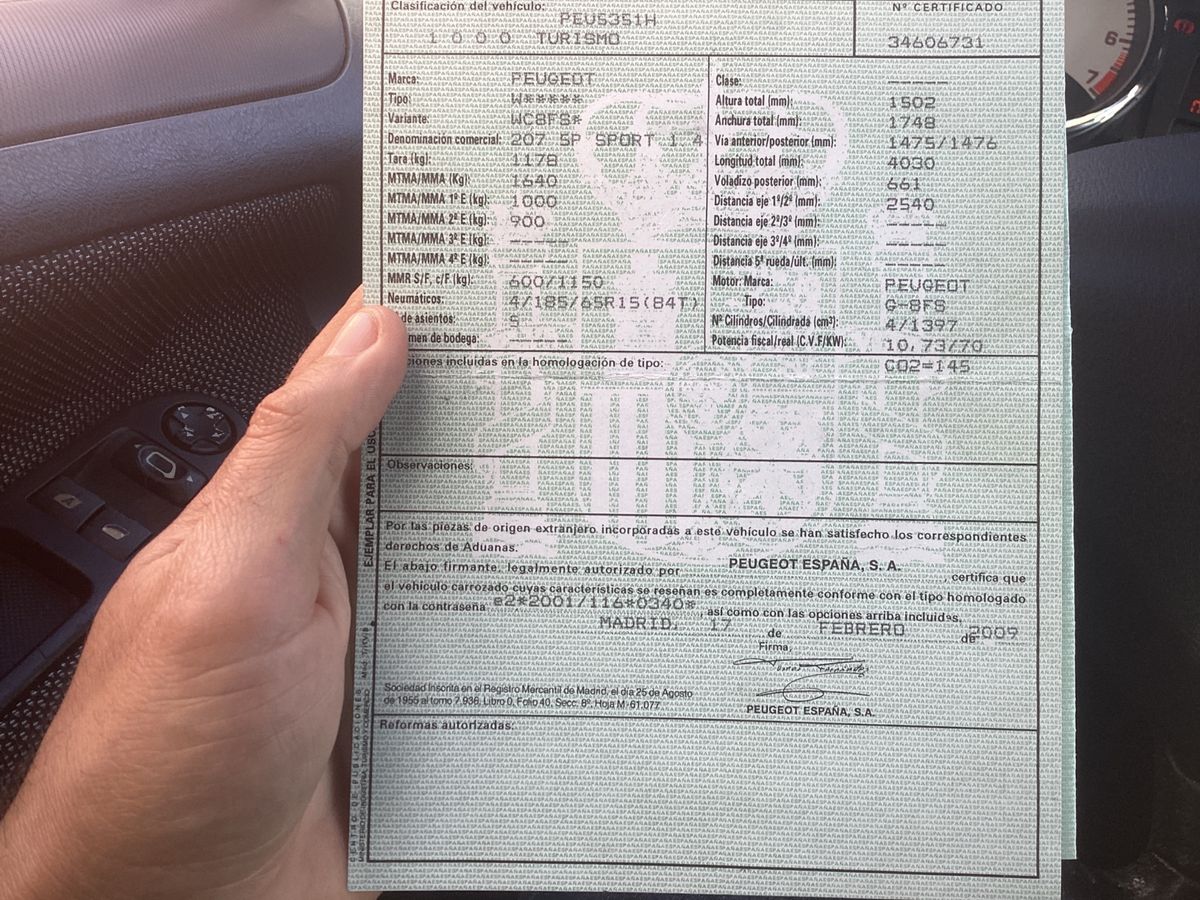 Clasificación del vehículo:
PEU5351H
1 0 0 0 TURISMO
Nº CERTIFICADO
34606731
Marca: PEUGEOT
Tipo: W*****
Variante: WC8FS*
Denominación comercial: 207 SP SPORT 1.4
Tara (kg): 1178
MTMA/MMA (Kg): 1640
MTMA/MMA 1º E (kg): 1000
MTMA/MMA 2º E (kg): 900
MTMA/MMA 3º E (kg): -----
MTMA/MMA 4º E (kg): -----
MMR S/F, c/F (kg): 600/1150
Neumáticos: 4/185/65R15(84T)
de asientos: 5
men de bodega: -----
Clase: -----
Altura total (mm): 1502
Anchura total (mm): 1748
Via anterior/posterior (mm): 1475/1476
Longitud total (mm): 4030
Voladizo posterior (mm): 661
Distancia eje 1º/2º (mm): 2540
Distancia eje 2º/3º (mm): -----
Distancia eje 3º/4º (mm): -----
Distancia 5ª rueda/últ. (mm): -----
Motor: Marca: PEUGEOT
Tipo: G-8FS
Nº Cilindros/Cilindrada (cm³): 4/1397
Potencia fiscal/real (C.V.F/KW): 10,73/70
CO2=145
ciones incluidas en la homologación de tipo:
Observaciones:
Por las piezas de origen extranjero incorporadas a este vehículo se han satisfecho los correspondientes
derechos de Aduanas.
El abajo firmante, legalmente autorizado por PEUGEOT ESPAÑA, S. A. , certifica que
el vehículo carrozado cuyas características se reseñan es completamente conforme con el tipo homologado
con la contraseña e2*2001/116*0340* , así como con las opciones arriba incluidas.
MADRID, 17 de FEBRERO de 2009
Firma,
PEUGEOT ESPAÑA, S.A.
Sociedad Inscrita en el Registro Mercantil de Madrid, el día 25 de Agosto
de 1955 al tomo 7.936, Libro 0, Folio 40, Secc. 8ª, Hoja M-61.077
Reformas autorizadas:
EJEMPLAR PARA EL USO
CENTRO DE PUBLICACIONES
6
7